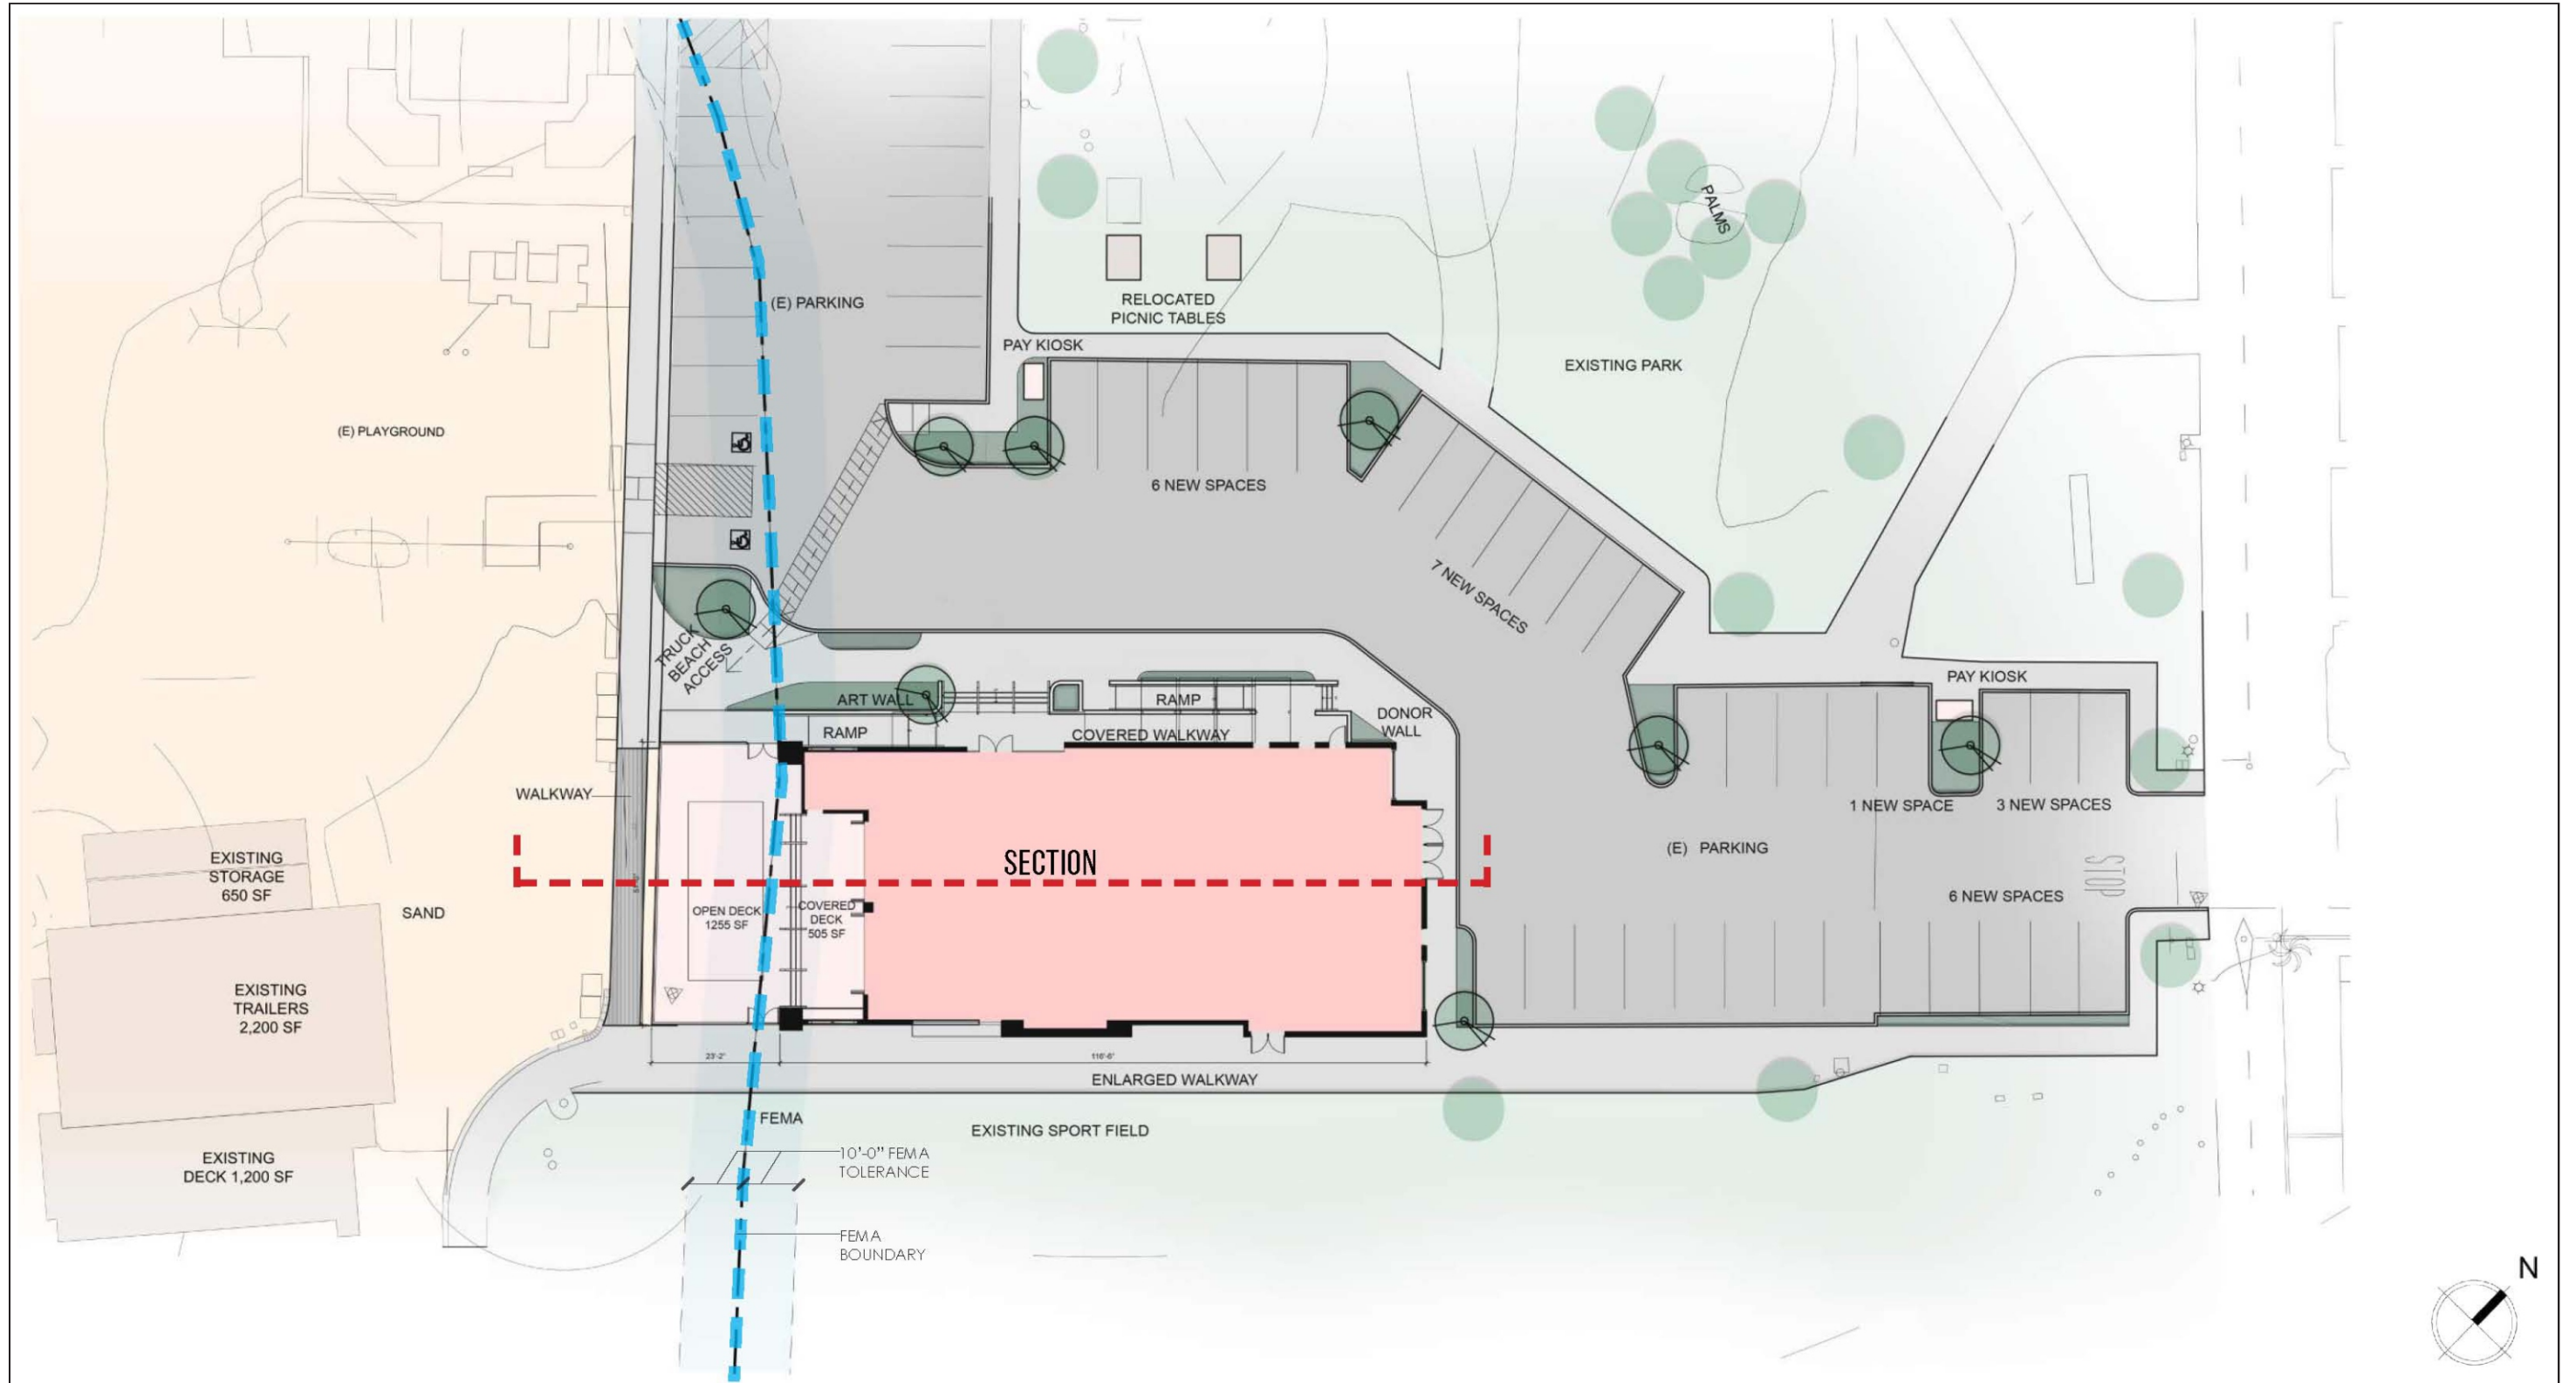 PALMS
(E) PARKING
RELOCATED
PICNIC TABLES
PAY KIOSK
EXISTING PARK
(E) PLAYGROUND
6 NEW SPACES
7 NEW SPACES
TRUCK
BEACH
ACCESS
ART WALL
RAMP
RAMP
COVERED WALKWAY
DONOR
WALL
PAY KIOSK
WALKWAY
1 NEW SPACE
3 NEW SPACES
(E) PARKING
STOP
6 NEW SPACES
SECTION
EXISTING
STORAGE
650 SF
SAND
OPEN DECK
1255 SF
COVERED
DECK
505 SF
EXISTING
TRAILERS
2,200 SF
23'-2"
116'-6"
ENLARGED WALKWAY
FEMA
EXISTING SPORT FIELD
10'-0" FEMA
TOLERANCE
EXISTING
DECK 1,200 SF
FEMA
BOUNDARY
N